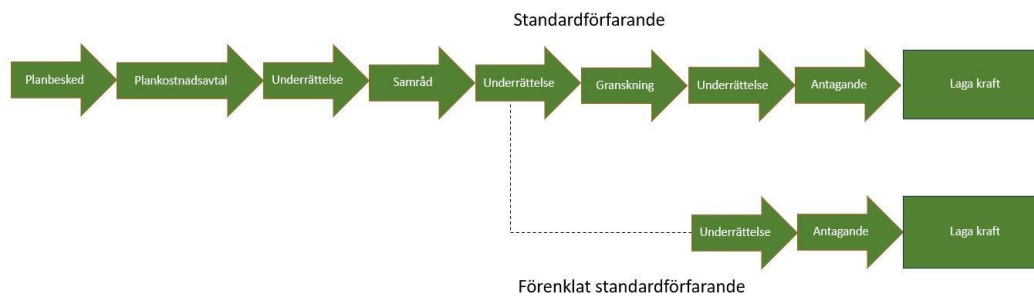 Standardförfarande
Planbesked
Plankostnadsavtal
Underrättelse
Samråd
Underrättelse
Granskning
Underrättelse
Antagande
Laga kraft
Underrättelse
Antagande
Laga kraft
Förenklat standardförfarande